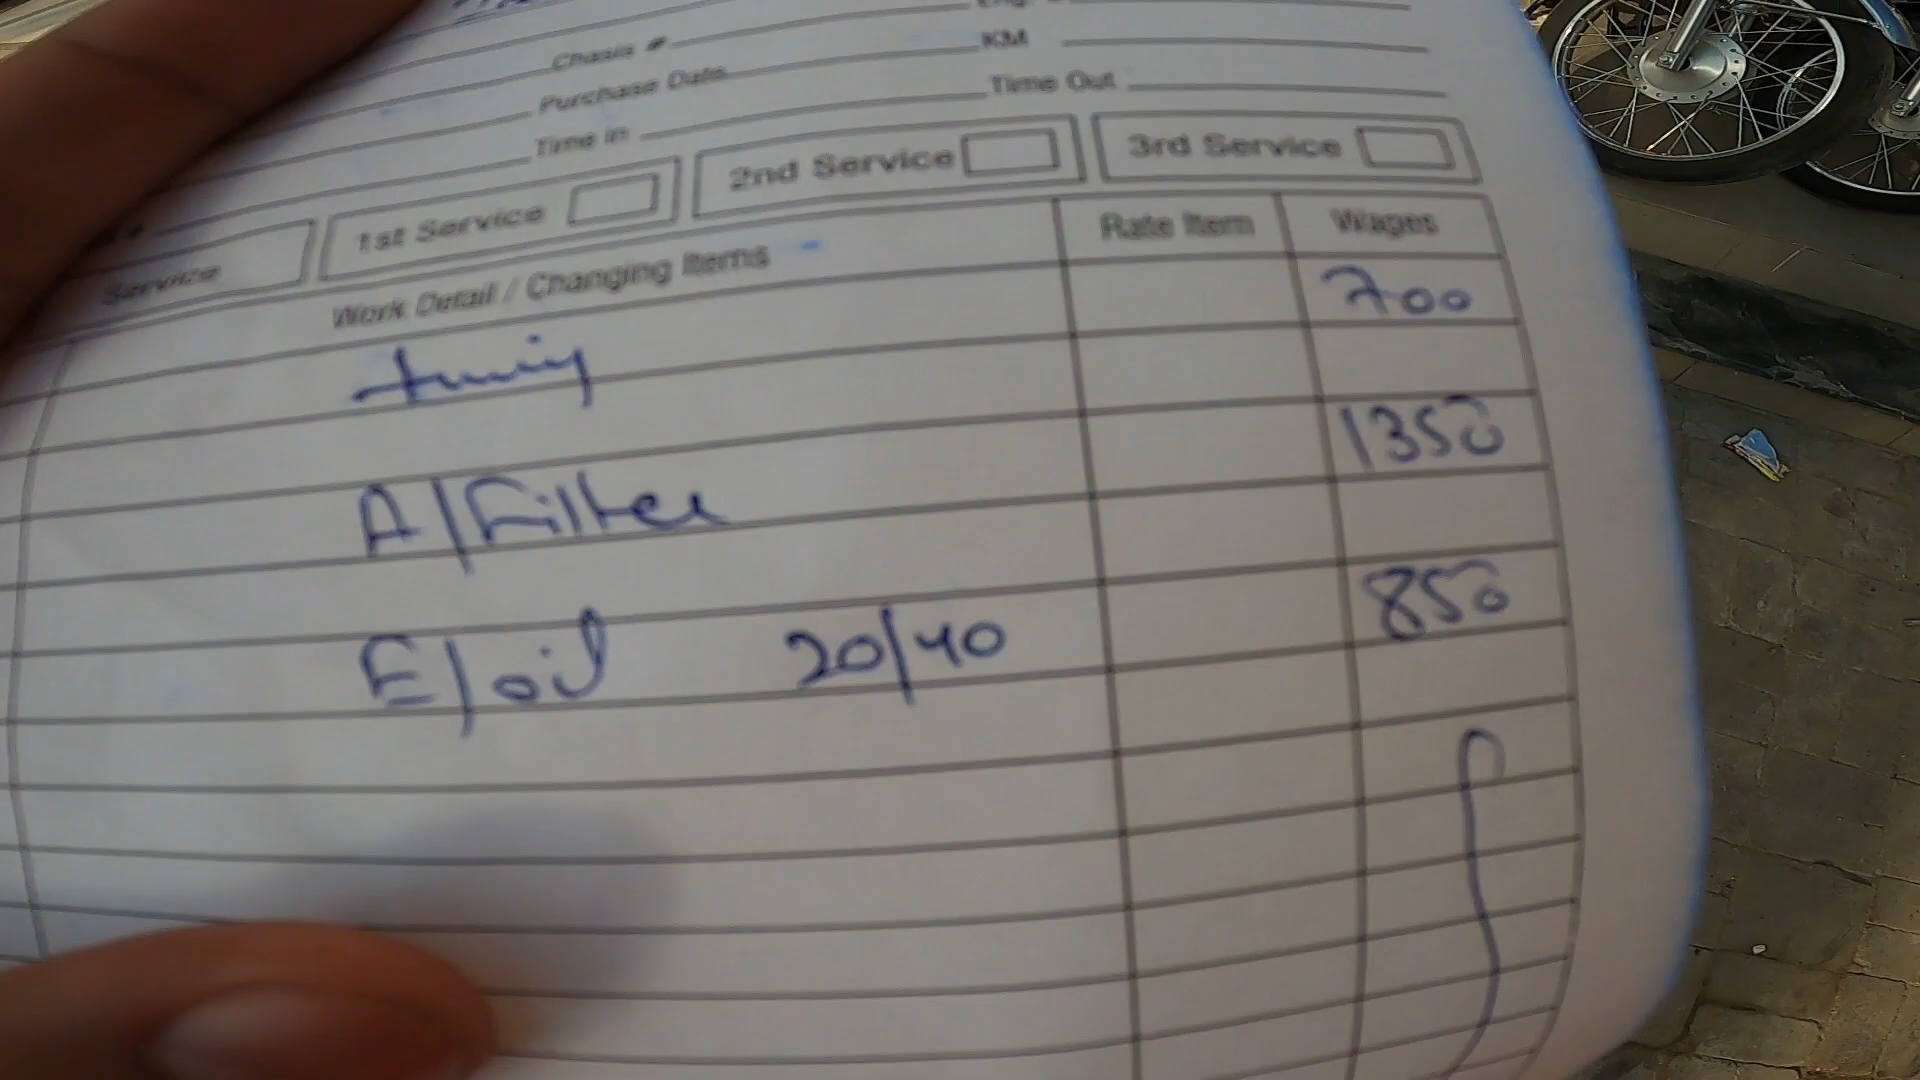 Chasis #
KM
Purchase Date
Time Out
Time in
Service
1st Service
2nd Service
3rd Service
Work Detail / Changing Items
Rate Item
Wages
tuning 700
A/Filter 1350
E/oil 20/40 850